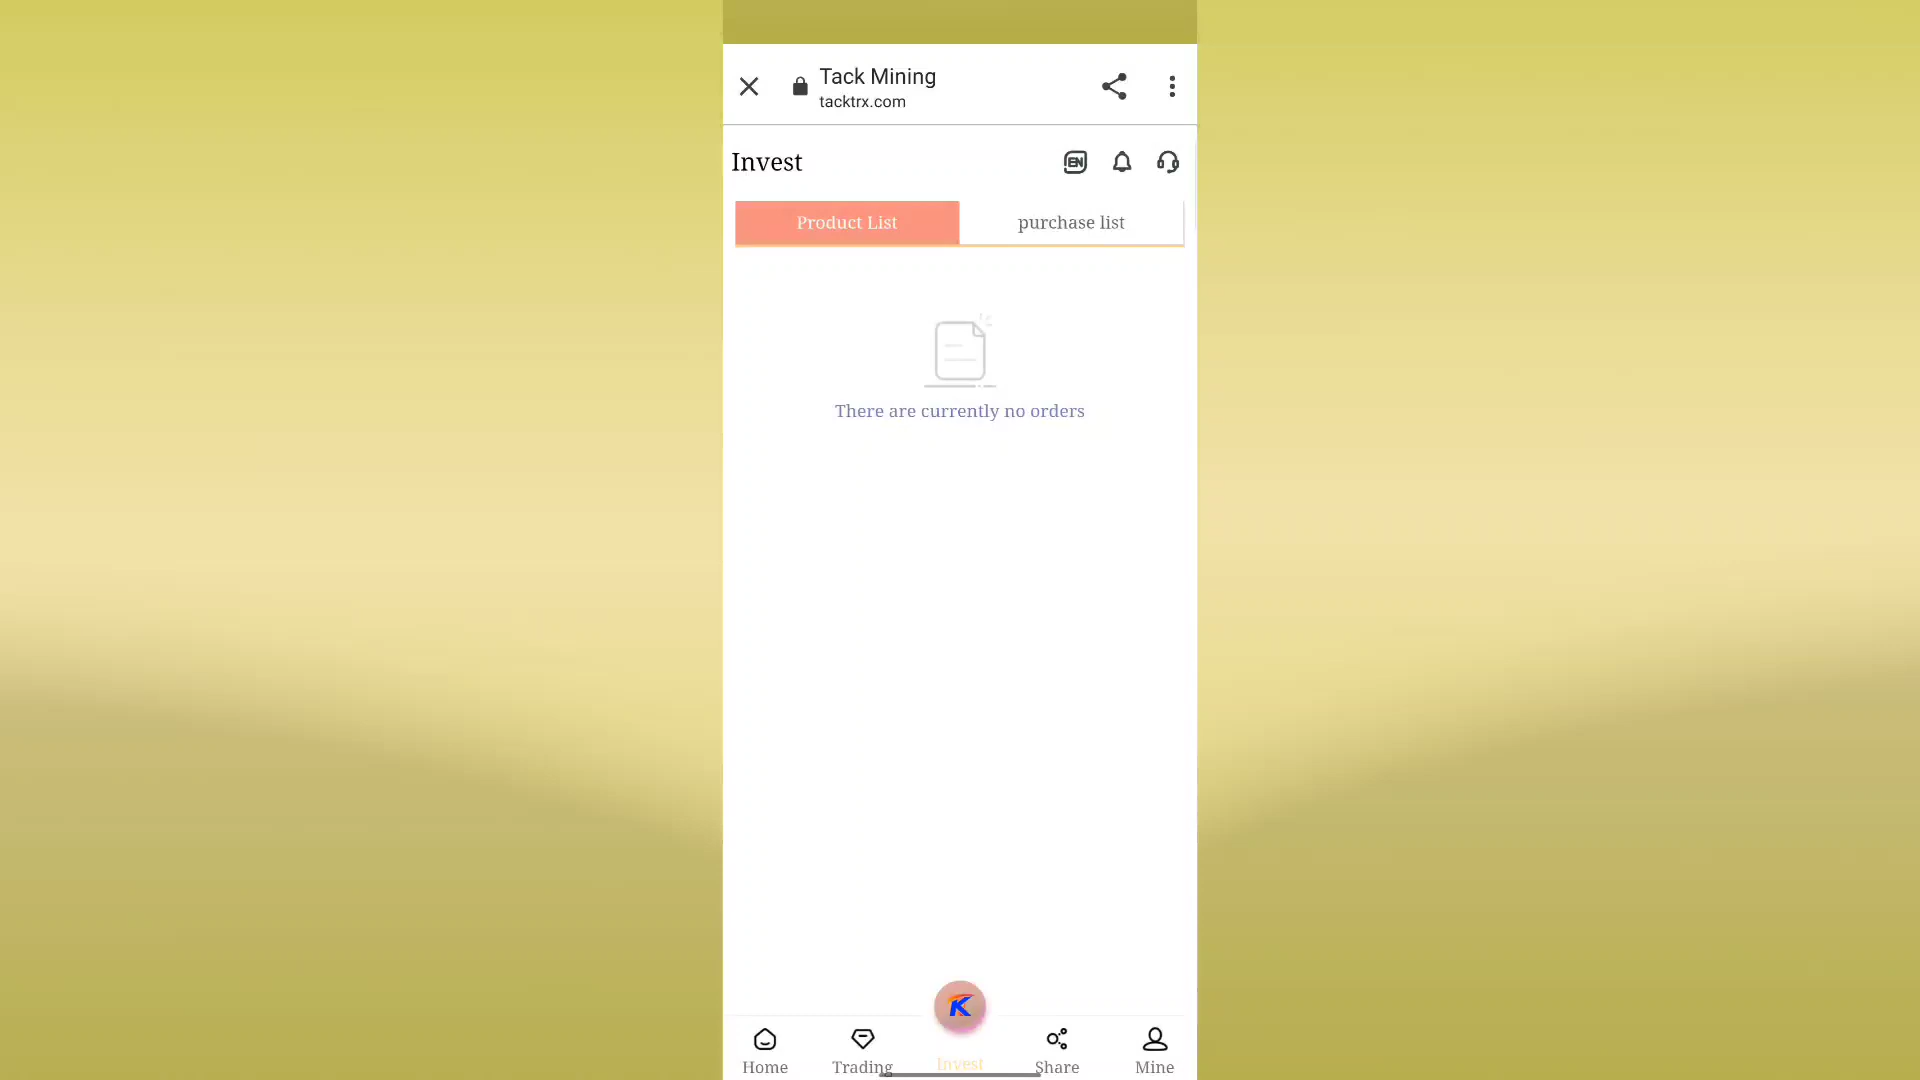 Tack Mining
tacktrx.com
Invest
EN
Product List
purchase list
There are currently no orders
Home
Trading
Invest
Share
Mine